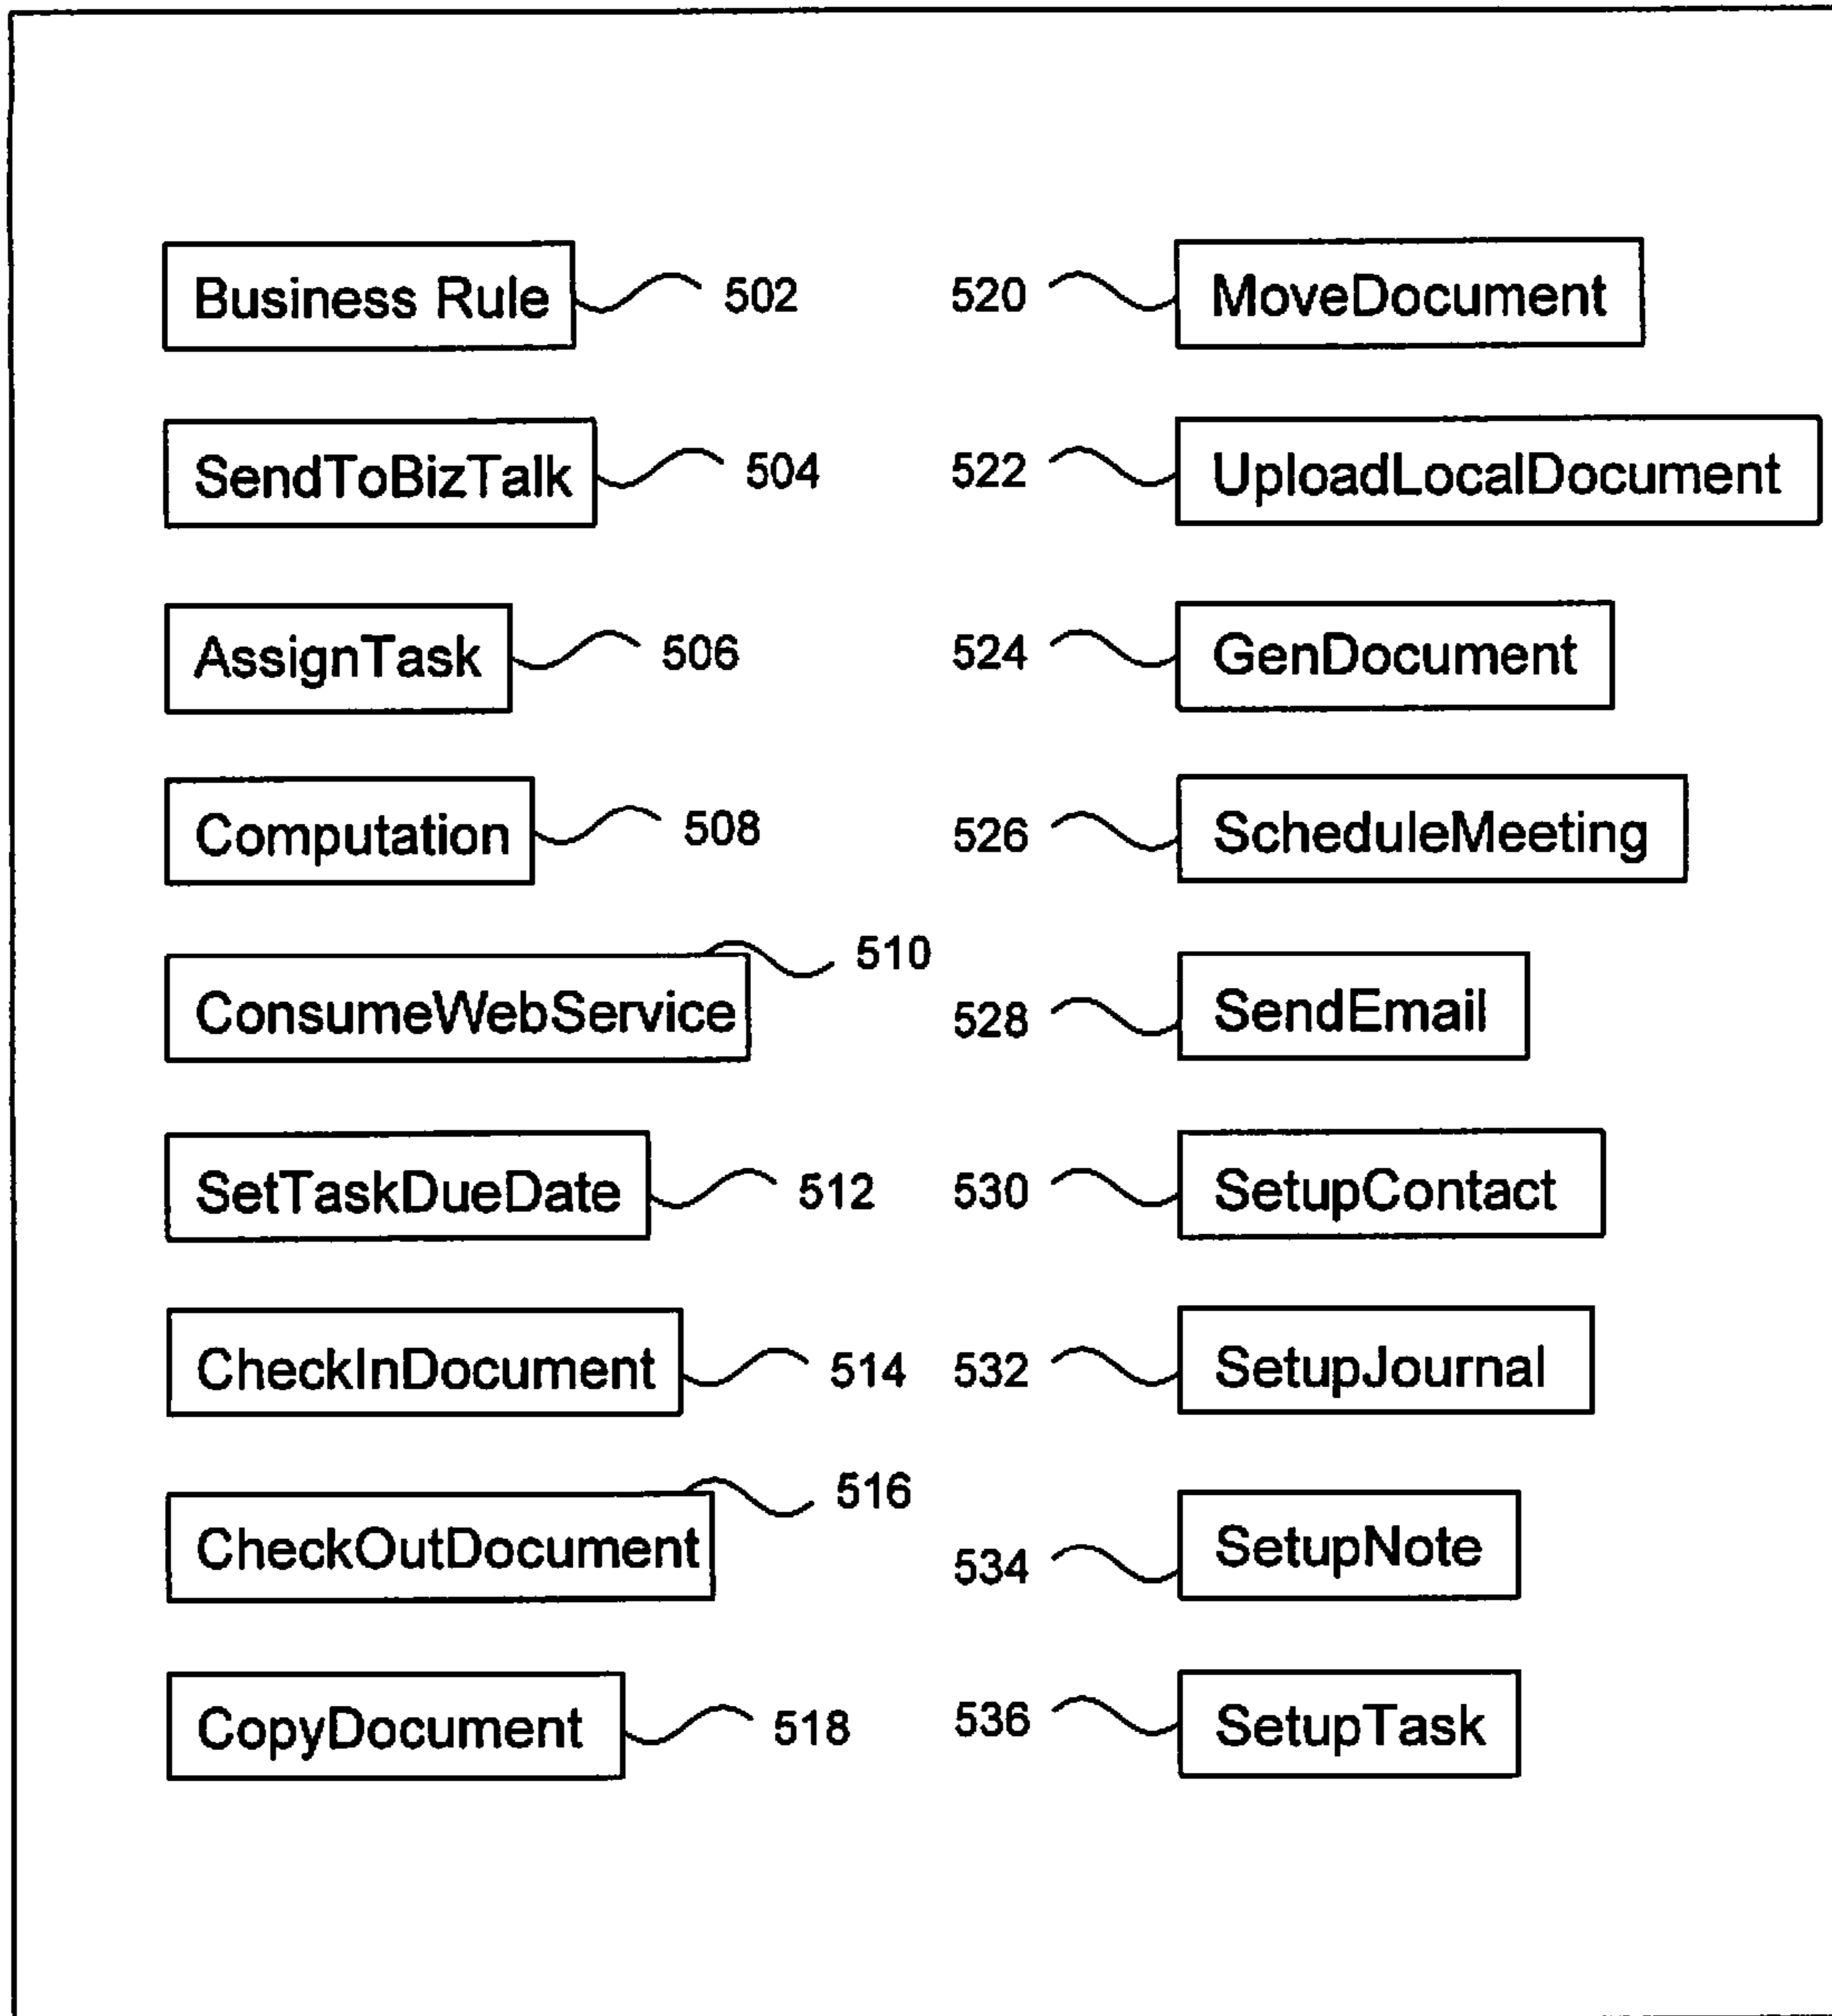 Business Rule 502
SendToBizTalk 504
AssignTask 506
Computation 508
ConsumeWebService 510
SetTaskDueDate 512
CheckInDocument 514
CheckOutDocument 516
CopyDocument 518
520 MoveDocument
522 UploadLocalDocument
524 GenDocument
526 ScheduleMeeting
528 SendEmail
530 SetupContact
532 SetupJournal
534 SetupNote
536 SetupTask